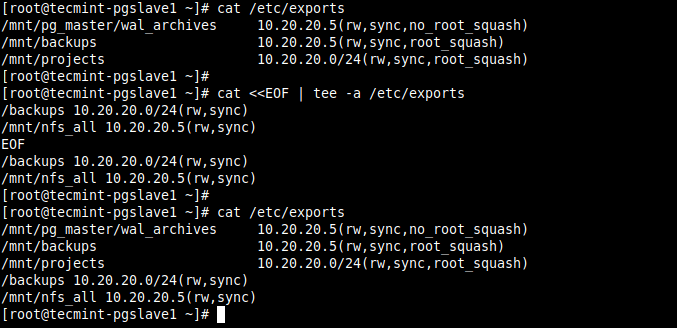 [root@tecmint-pgslave1 ~]# cat /etc/exports
/mnt/pg_master/wal_archives     10.20.20.5(rw,sync,no_root_squash)
/mnt/backups                    10.20.20.5(rw,sync,root_squash)
/mnt/projects                   10.20.20.0/24(rw,sync,root_squash)
[root@tecmint-pgslave1 ~]#
[root@tecmint-pgslave1 ~]# cat <<EOF | tee -a /etc/exports
/backups 10.20.20.0/24(rw,sync)
/mnt/nfs_all 10.20.20.5(rw,sync)
EOF
/backups 10.20.20.0/24(rw,sync)
/mnt/nfs_all 10.20.20.5(rw,sync)
[root@tecmint-pgslave1 ~]#
[root@tecmint-pgslave1 ~]# cat /etc/exports
/mnt/pg_master/wal_archives     10.20.20.5(rw,sync,no_root_squash)
/mnt/backups                    10.20.20.5(rw,sync,root_squash)
/mnt/projects                   10.20.20.0/24(rw,sync,root_squash)
/backups 10.20.20.0/24(rw,sync)
/mnt/nfs_all 10.20.20.5(rw,sync)
[root@tecmint-pgslave1 ~]#